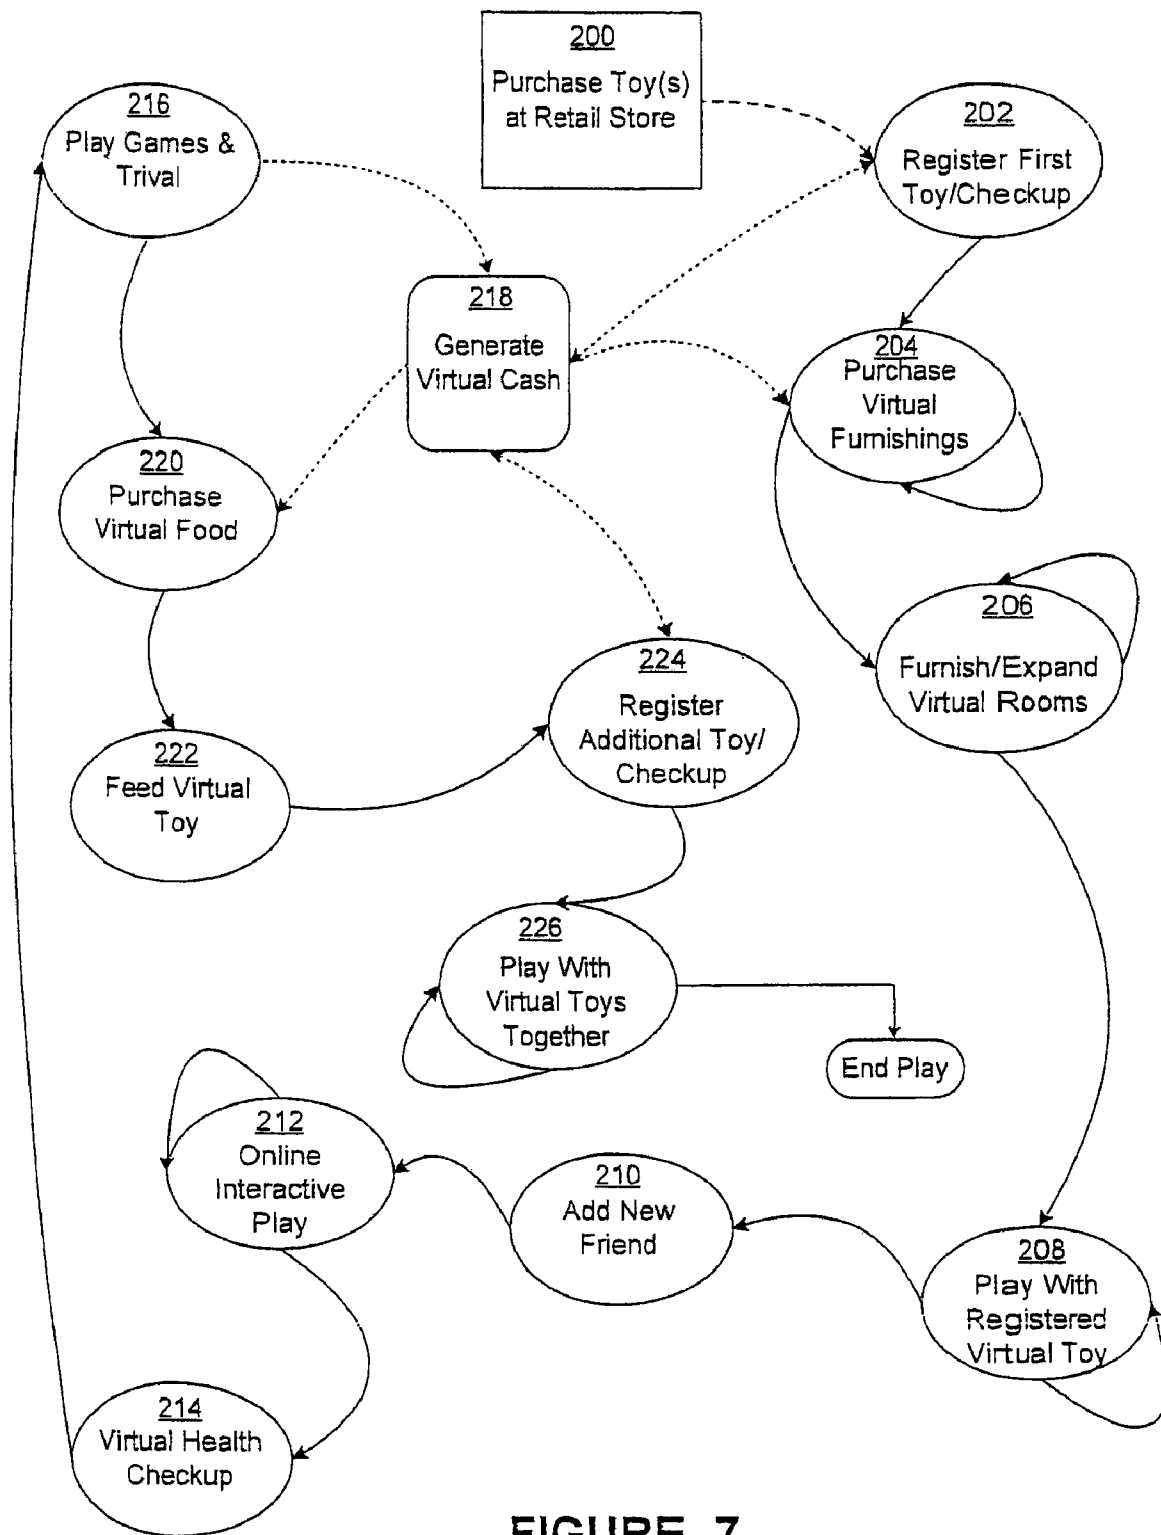 200
Purchase Toy(s)
at Retail Store
216
Play Games &
Trival
202
Register First
Toy/Checkup
218
Generate
Virtual Cash
204
Purchase
Virtual
Furnishings
220
Purchase
Virtual Food
206
Furnish/Expand
Virtual Rooms
224
Register
Additional Toy/
Checkup
222
Feed Virtual
Toy
226
Play With
Virtual Toys
Together
End Play
212
Online
Interactive
Play
210
Add New
Friend
208
Play With
Registered
Virtual Toy
214
Virtual Health
Checkup
FIGURE 7